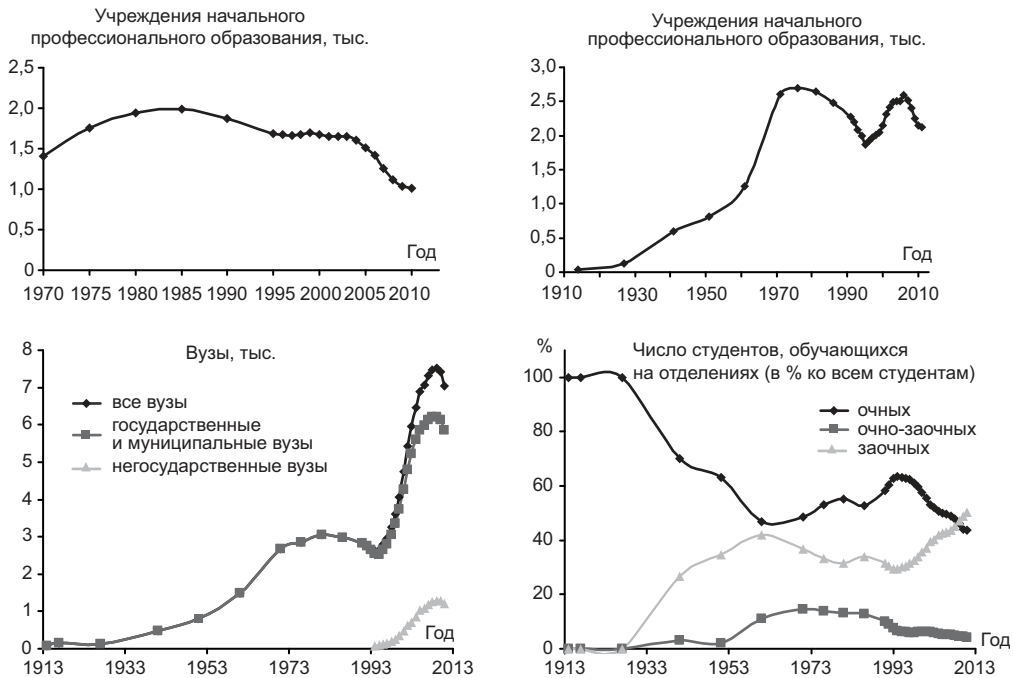 Учреждения начального
профессионального образования, тыс.
2,5
2,0
1,5
1,0
0,5
0
Год
1970 1975 1980 1985 1990 1995 2000 2005 2010
Учреждения начального
профессионального образования, тыс.
3,0
2,5
2,0
1,5
1,0
0,5
0
Год
1910 1930 1950 1970 1990 2010
Вузы, тыс.
8
7
6
5
4
3
2
1
0
все вузы
государственные
и муниципальные вузы
негосударственные вузы
Год
1913 1933 1953 1973 1993 2013
%
Число студентов, обучающихся
на отделениях (в % ко всем студентам)
100
80
60
40
20
0
очных
очно-заочных
заочных
Год
1913 1933 1953 1973 1993 2013